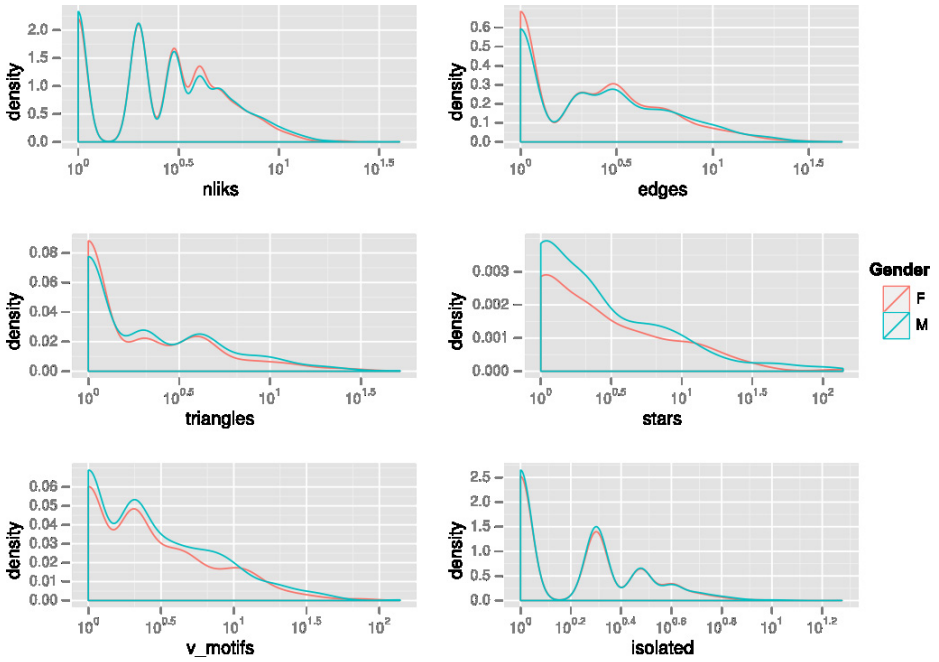 density
2.0
1.5
1.0
0.5
0.0
10^0 10^0.5 10^1 10^1.5
nliks
density
0.6
0.5
0.4
0.3
0.2
0.1
0.0
10^0 10^0.5 10^1 10^1.5
edges
density
0.08
0.06
0.04
0.02
0.00
10^0 10^0.5 10^1 10^1.5
triangles
density
0.003
0.002
0.001
0.000
10^0 10^0.5 10^1 10^1.5 10^2
stars
Gender
F
M
density
0.06
0.05
0.04
0.03
0.02
0.01
0.00
10^0 10^0.5 10^1 10^1.5 10^2
v_motifs
density
2.5
2.0
1.5
1.0
0.5
0.0
10^0 10^0.2 10^0.4 10^0.6 10^0.8 10^1 10^1.2
isolated